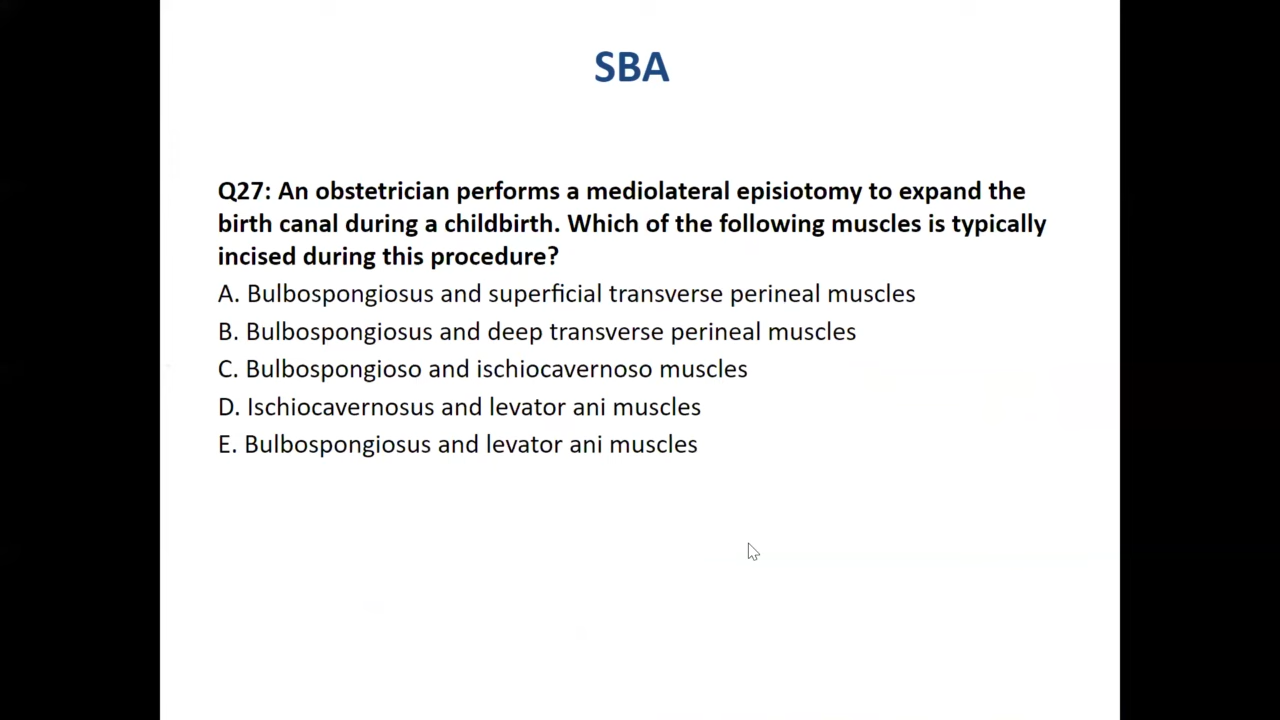 SBA
Q27: An obstetrician performs a mediolateral episiotomy to expand the
birth canal during a childbirth. Which of the following muscles is typically
incised during this procedure?
A. Bulbospongiosus and superficial transverse perineal muscles
B. Bulbospongiosus and deep transverse perineal muscles
C. Bulbospongioso and ischiocavernoso muscles
D. Ischiocavernosus and levator ani muscles
E. Bulbospongiosus and levator ani muscles